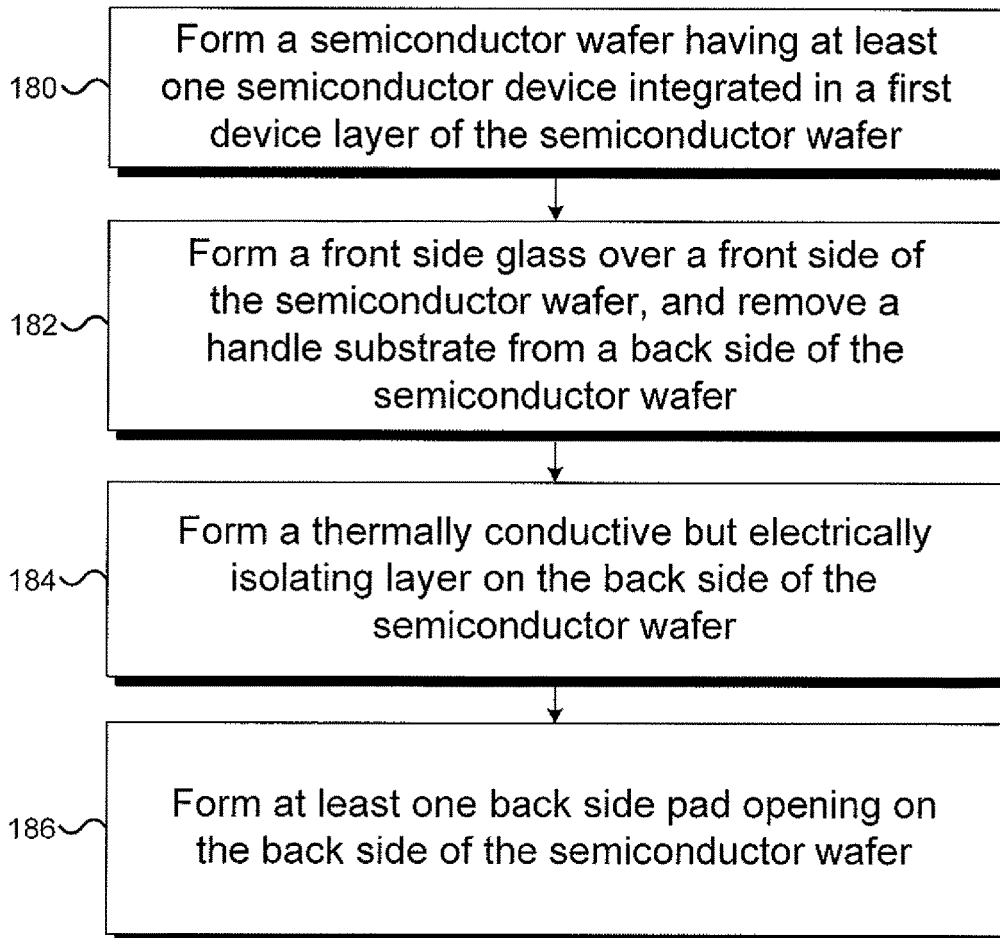 Form a semiconductor wafer having at least
180 one semiconductor device integrated in a first
device layer of the semiconductor wafer
Form a front side glass over a front side of
182 the semiconductor wafer, and remove a
handle substrate from a back side of the
semiconductor wafer
Form a thermally conductive but electrically
184 isolating layer on the back side of the
semiconductor wafer
Form at least one back side pad opening on
186 the back side of the semiconductor wafer